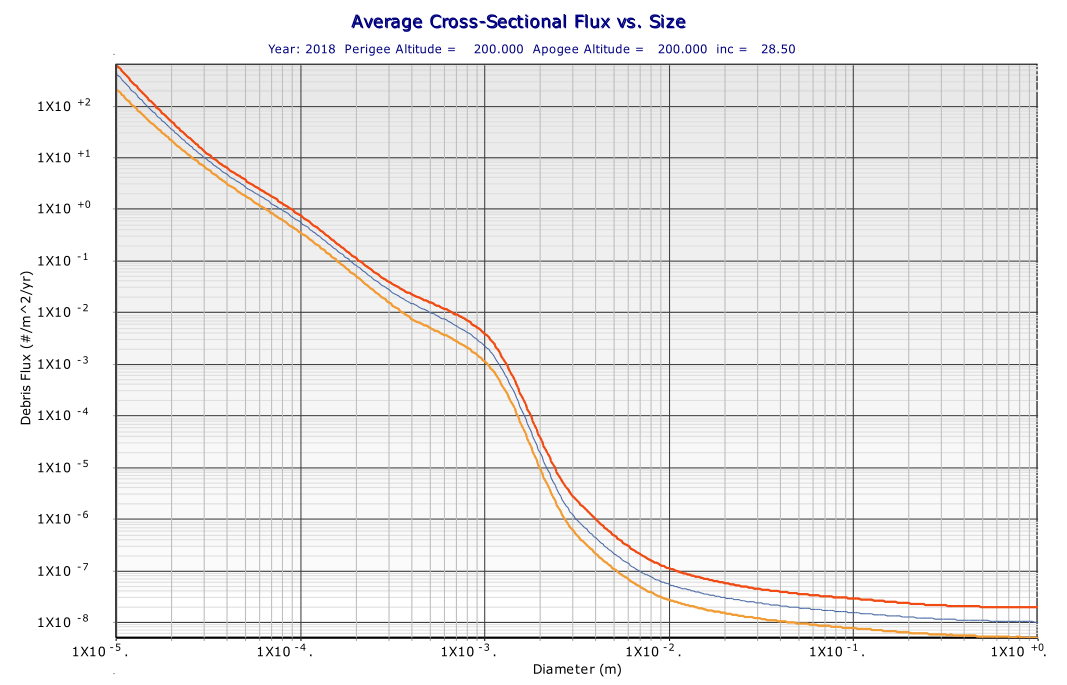 Average Cross-Sectional Flux vs. Size
Year: 2018 Perigee Altitude = 200.000 Apogee Altitude = 200.000 inc = 28.50
1X10 +2
1X10 +1
1X10 +0
1X10 -1
1X10 -2
1X10 -3
1X10 -4
1X10 -5
1X10 -6
1X10 -7
1X10 -8
Debris Flux (#/m^2/yr)
1X10 -5. 1X10 -4. 1X10 -3. 1X10 -2. 1X10 -1. 1X10 +0.
Diameter (m)